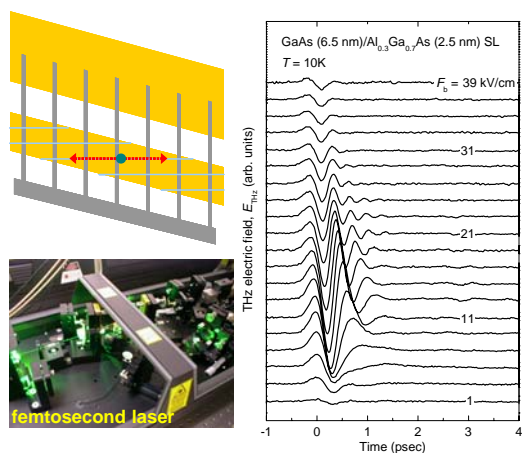 GaAs (6.5 nm)/Al0.3Ga0.7As (2.5 nm) SL
T = 10K
Fb = 39 kV/cm
31
21
11
1
THz electric field, ETHz (arb. units)
-1 0 1 2 3 4
Time (psec)
femtosecond laser